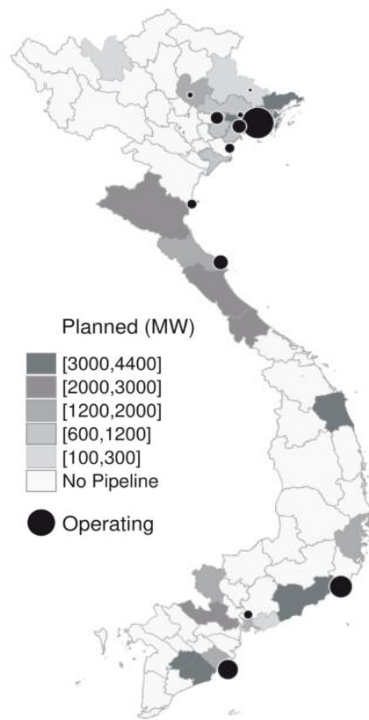 Planned (MW)
[3000,4400]
[2000,3000]
[1200,2000]
[600,1200]
[100,300]
No Pipeline
Operating